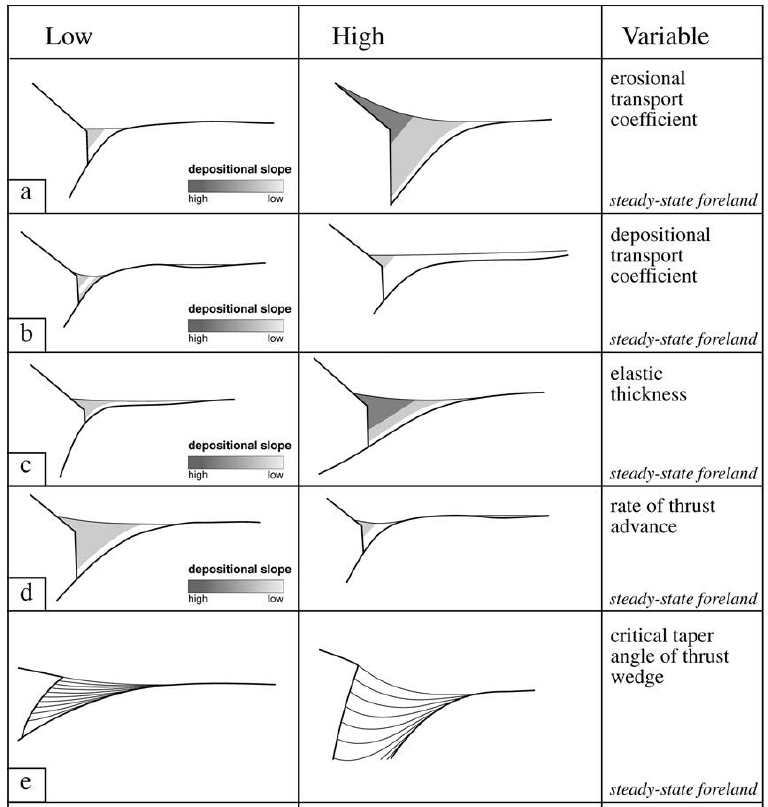 Low High Variable
erosional
transport
coefficient
depositional slope
high low
a
steady-state foreland
depositional
transport
coefficient
depositional slope
high low
b
steady-state foreland
elastic
thickness
depositional slope
high low
c
steady-state foreland
rate of thrust
advance
depositional slope
high low
d
steady-state foreland
critical taper
angle of thrust
wedge
e
steady-state foreland